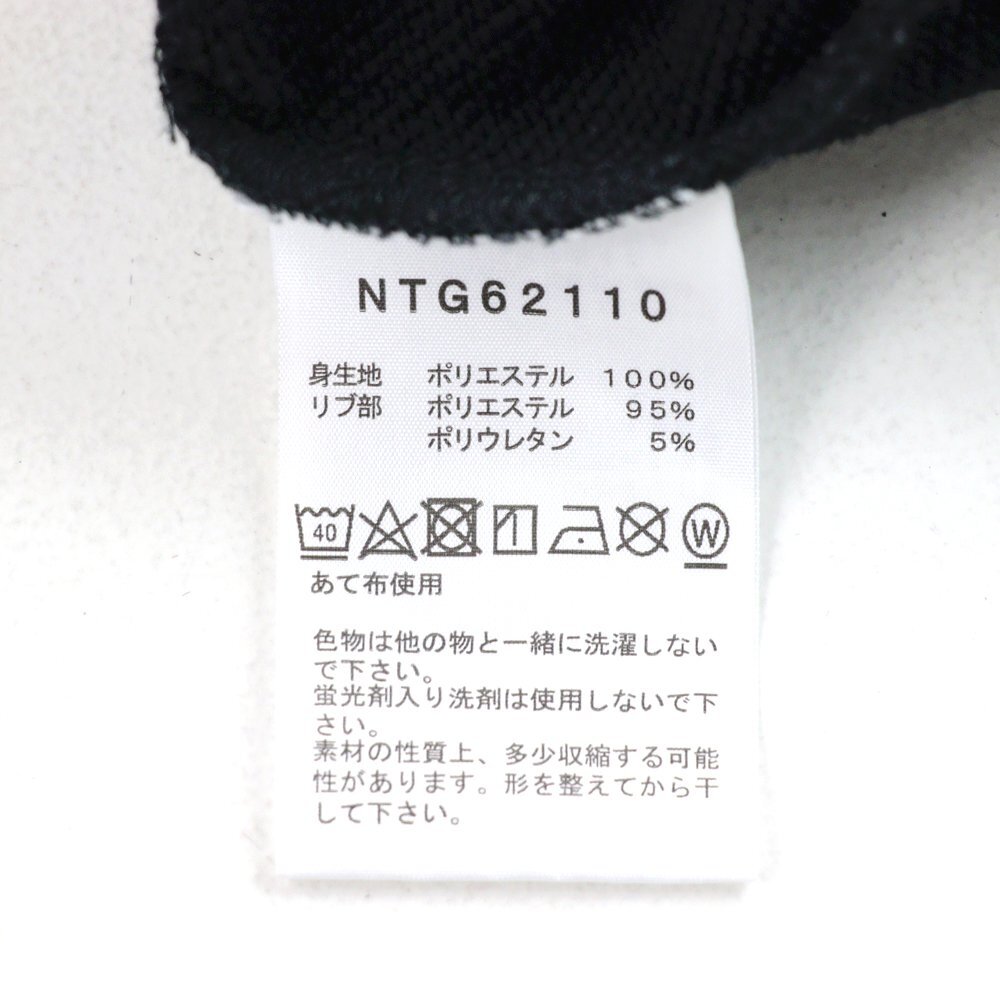 NTG62110
身生地 ポリエステル 100%
リブ部 ポリエステル 95%
ポリウレタン 5%
40 W
あて布使用
色物は他の物と一緒に洗濯しない
で下さい。
蛍光剤入り洗剤は使用しないで下
さい。
素材の性質上、多少収縮する可能
性があります。形を整えてから干
して下さい。